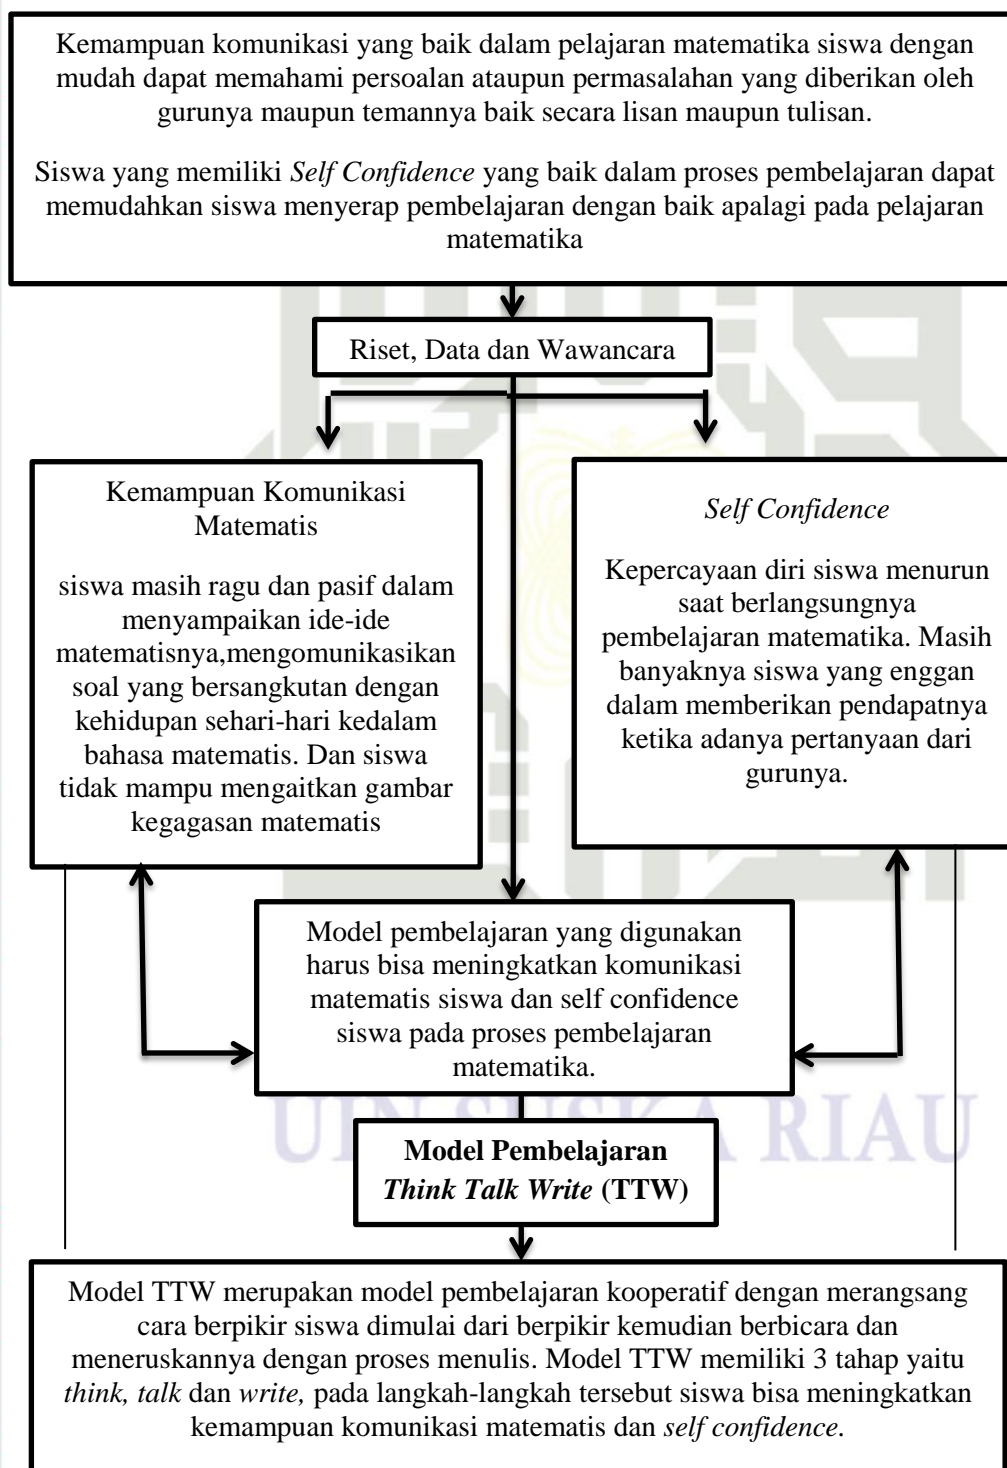 Kemampuan komunikasi yang baik dalam pelajaran matematika siswa dengan
mudah dapat memahami persoalan ataupun permasalahan yang diberikan oleh
gurunya maupun temannya baik secara lisan maupun tulisan.
Siswa yang memiliki Self Confidence yang baik dalam proses pembelajaran dapat
memudahkan siswa menyerap pembelajaran dengan baik apalagi pada pelajaran
matematika
Riset, Data dan Wawancara
Kemampuan Komunikasi
Matematis
siswa masih ragu dan pasif dalam
menyampaikan ide-ide
matematisnya,mengomunikasikan
soal yang bersangkutan dengan
kehidupan sehari-hari kedalam
bahasa matematis. Dan siswa
tidak mampu mengaitkan gambar
kegagasan matematis
Self Confidence
Kepercayaan diri siswa menurun
saat berlangsungnya
pembelajaran matematika. Masih
banyaknya siswa yang enggan
dalam memberikan pendapatnya
ketika adanya pertanyaan dari
gurunya.
Model pembelajaran yang digunakan
harus bisa meningkatkan komunikasi
matematis siswa dan self confidence
siswa pada proses pembelajaran
matematika.
UIN SUSKA RIAU
Model Pembelajaran
Think Talk Write (TTW)
Model TTW merupakan model pembelajaran kooperatif dengan merangsang
cara berpikir siswa dimulai dari berpikir kemudian berbicara dan
meneruskannya dengan proses menulis. Model TTW memiliki 3 tahap yaitu
think, talk dan write, pada langkah-langkah tersebut siswa bisa meningkatkan
kemampuan komunikasi matematis dan self confidence.